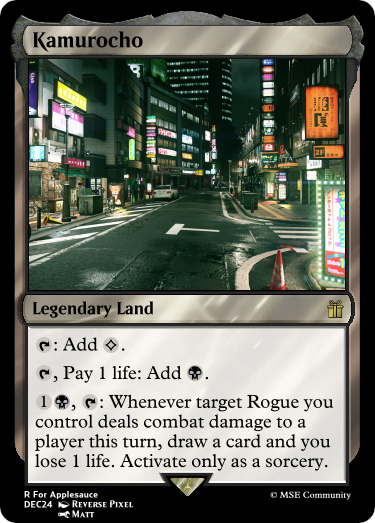 Kamurocho
Legendary Land
: Add .
, Pay 1 life: Add .
1 , : Whenever target Rogue you
control deals combat damage to a
player this turn, draw a card and you
lose 1 life. Activate only as a sorcery.
R For Applesauce
DEC24 Reverse Pixel
Matt
© MSE Community